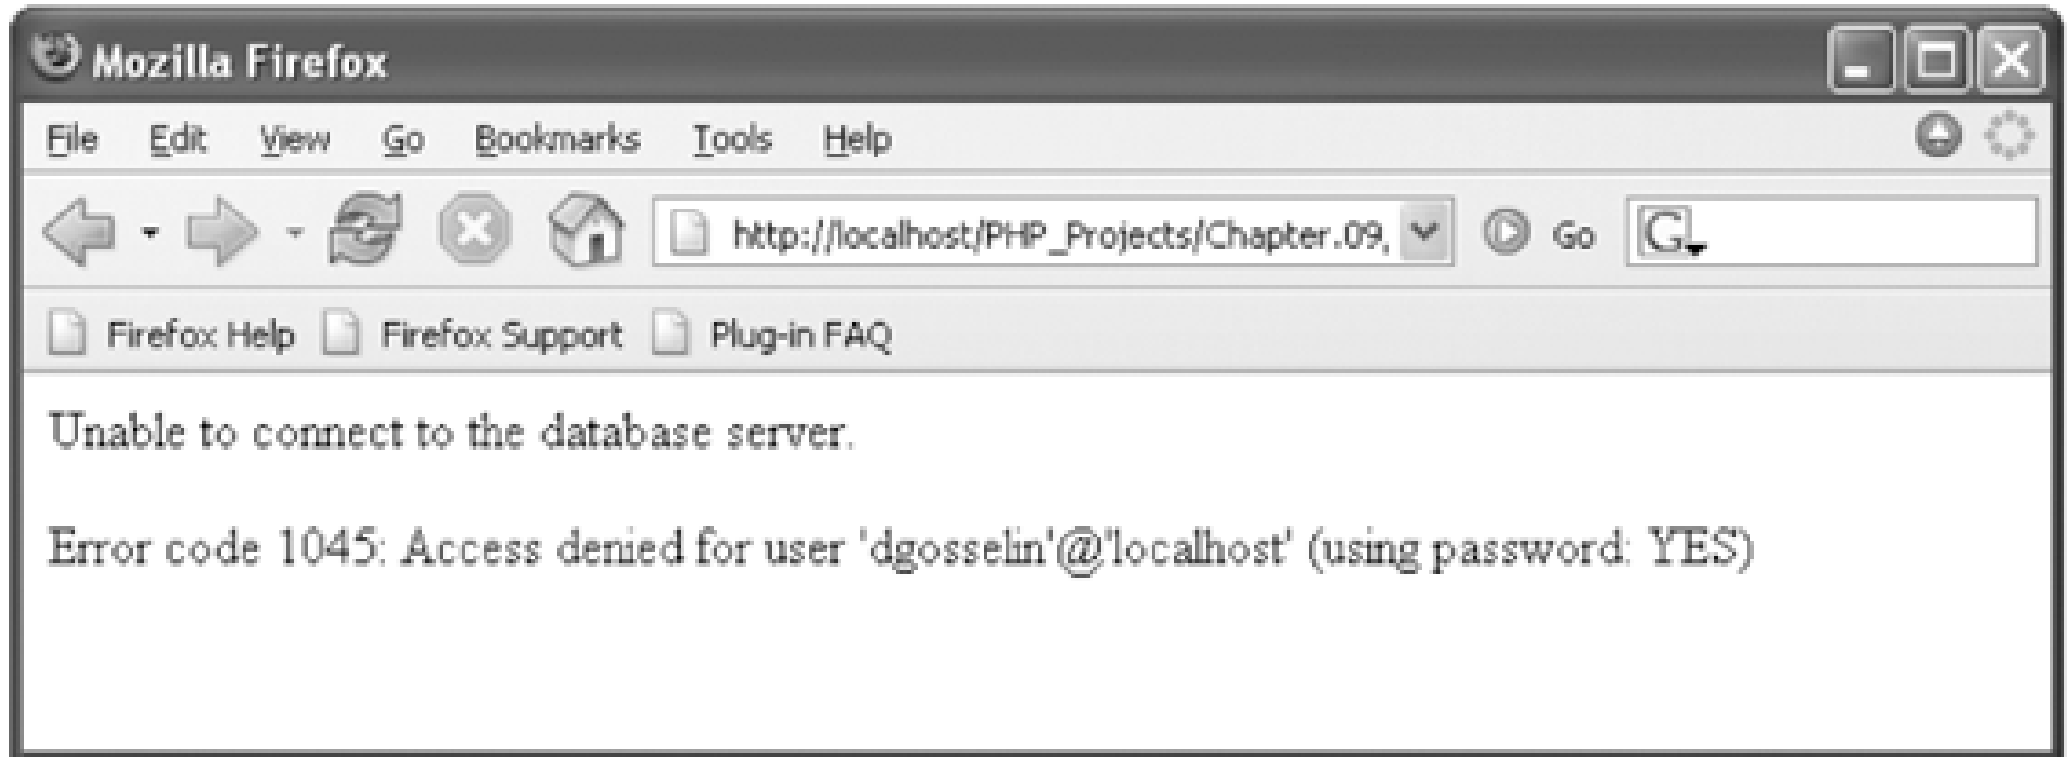 Mozilla Firefox
File Edit View Go Bookmarks Tools Help
http://localhost/PHP_Projects/Chapter.09, Go G
Firefox Help Firefox Support Plug-in FAQ
Unable to connect to the database server.
Error code 1045: Access denied for user 'dgosselin'@'localhost' (using password: YES)